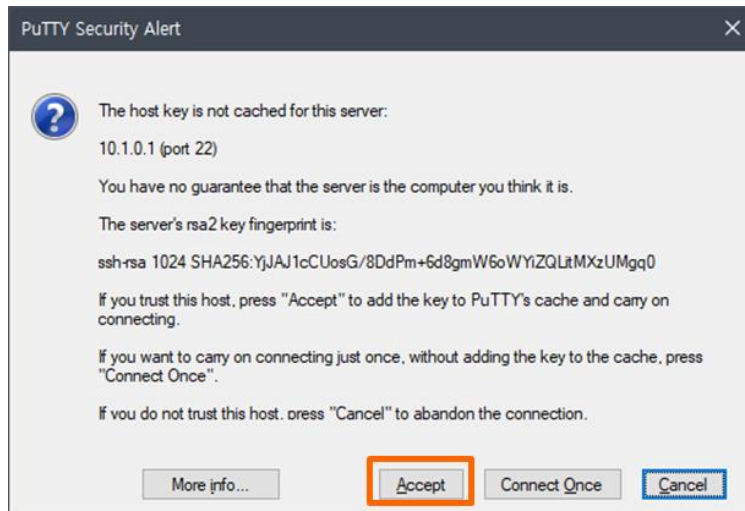 PuTTY Security Alert
The host key is not cached for this server:
10.1.0.1 (port 22)
You have no guarantee that the server is the computer you think it is.
The server's rsa2 key fingerprint is:
ssh-rsa 1024 SHA256:YjJAJ1cCUosG/8DdPm+6d8gmW6oWYiZQLitMXzUMgq0
If you trust this host, press "Accept" to add the key to PuTTY's cache and carry on
connecting.
If you want to carry on connecting just once, without adding the key to the cache, press
"Connect Once".
If you do not trust this host, press "Cancel" to abandon the connection.
More info... Accept Connect Once Cancel